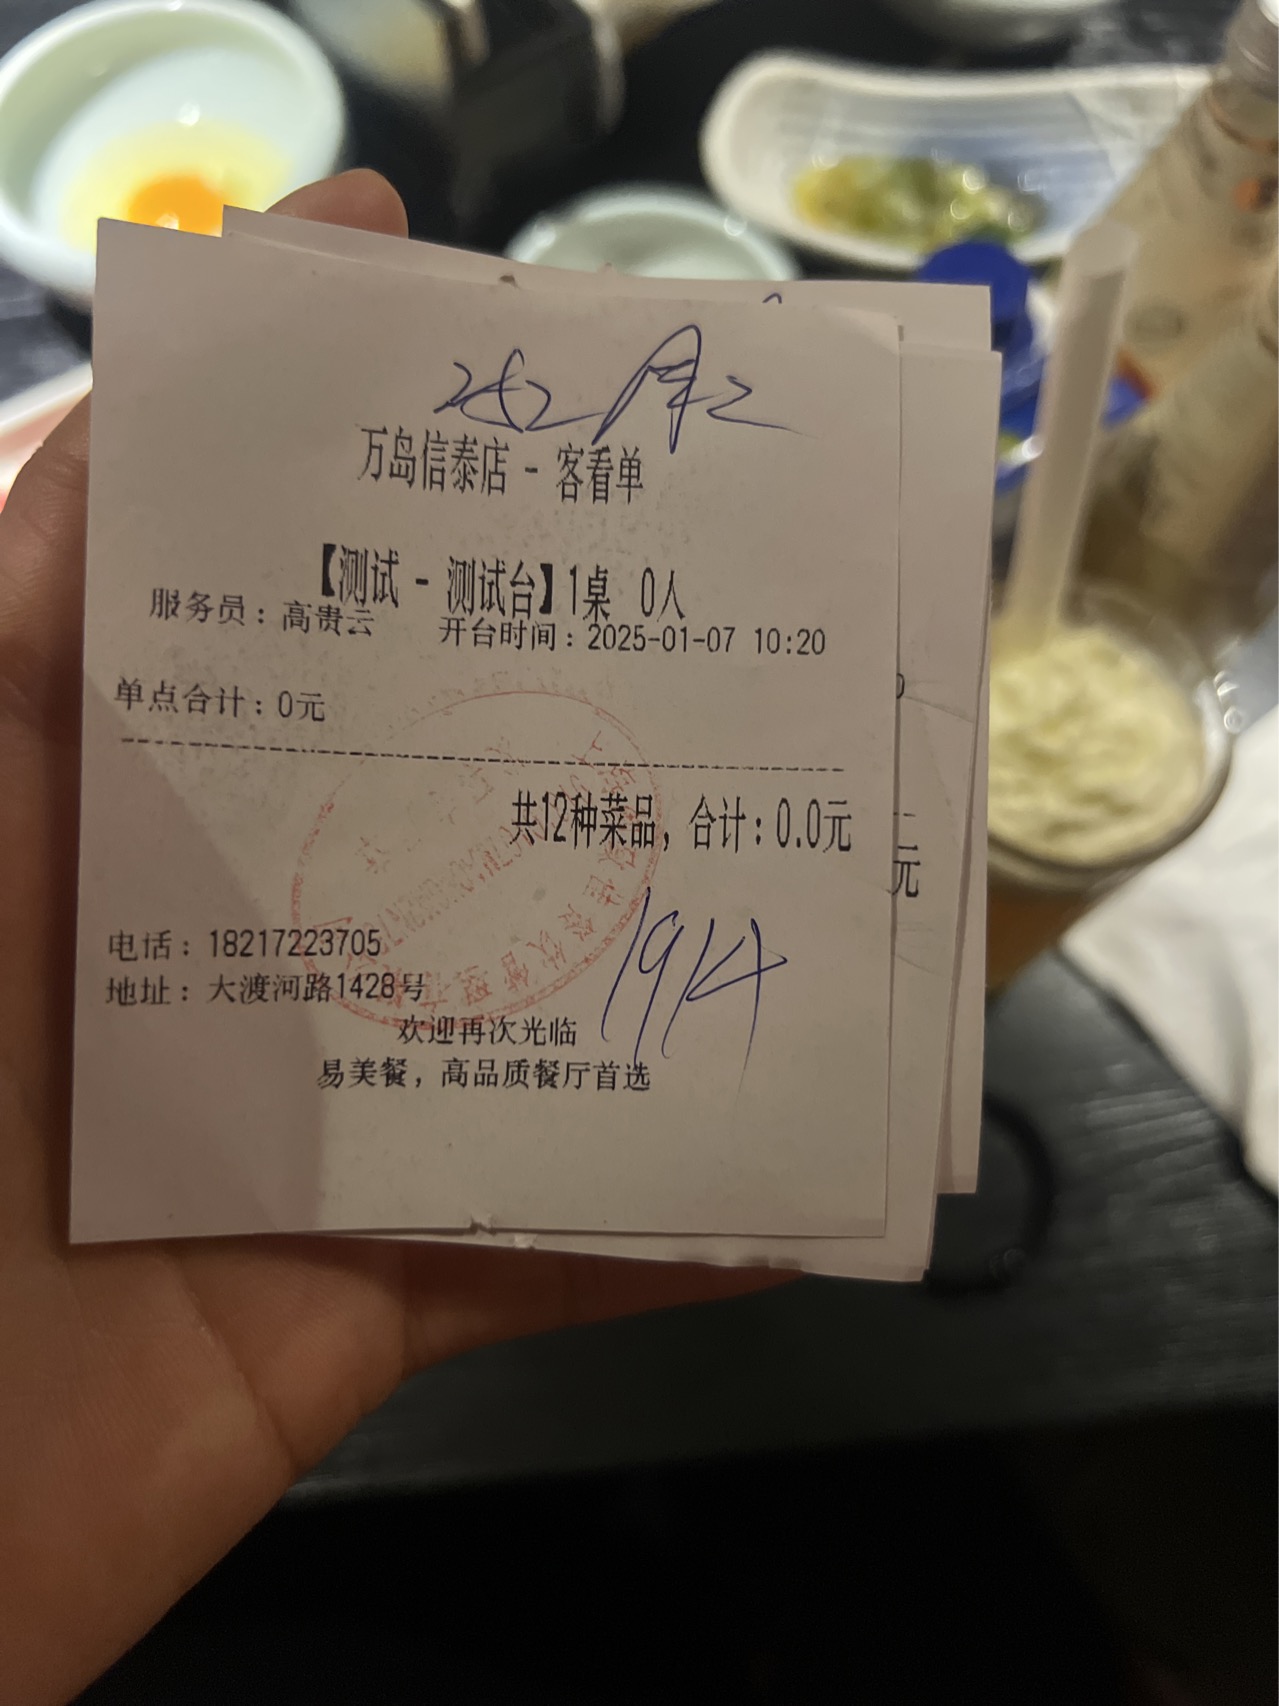 万岛信泰店 - 客看单
【测试 - 测试台】1桌 0人
服务员：高贵云 开台时间：2025-01-07 10:20
单点合计：0元
共12种菜品，合计：0.0元
元
电话：18217223705
地址：大渡河路1428号
19/4
欢迎再次光临
易美餐，高品质餐厅首选